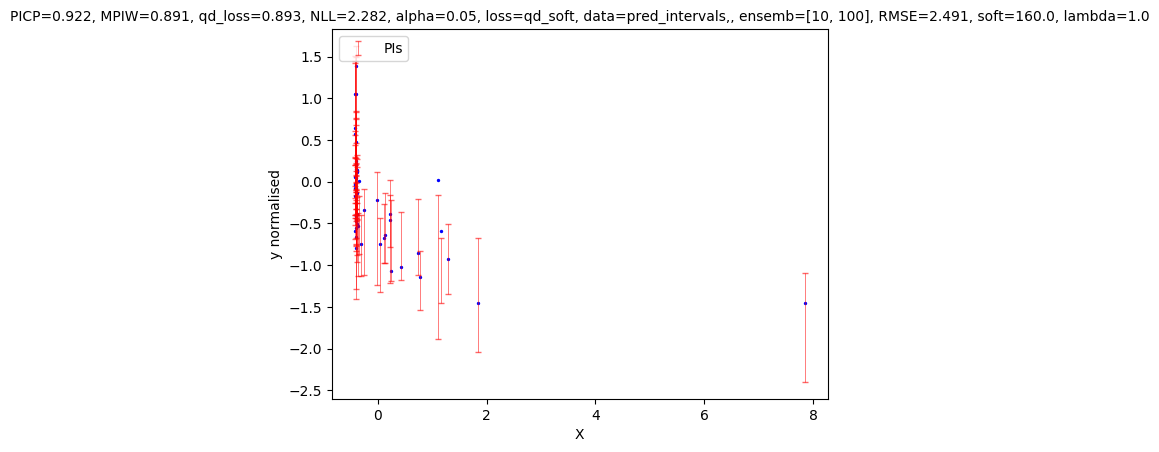 PICP=0.922, MPIW=0.891, qd_loss=0.893, NLL=2.282, alpha=0.05, loss=qd_soft, data=pred_intervals,, ensemb=[10, 100], RMSE=2.491, soft=160.0, lambda=1.0
PIs
1.5
1.0
0.5
0.0
−0.5
−1.0
−1.5
−2.0
−2.5
y normalised
0 2 4 6 8
X